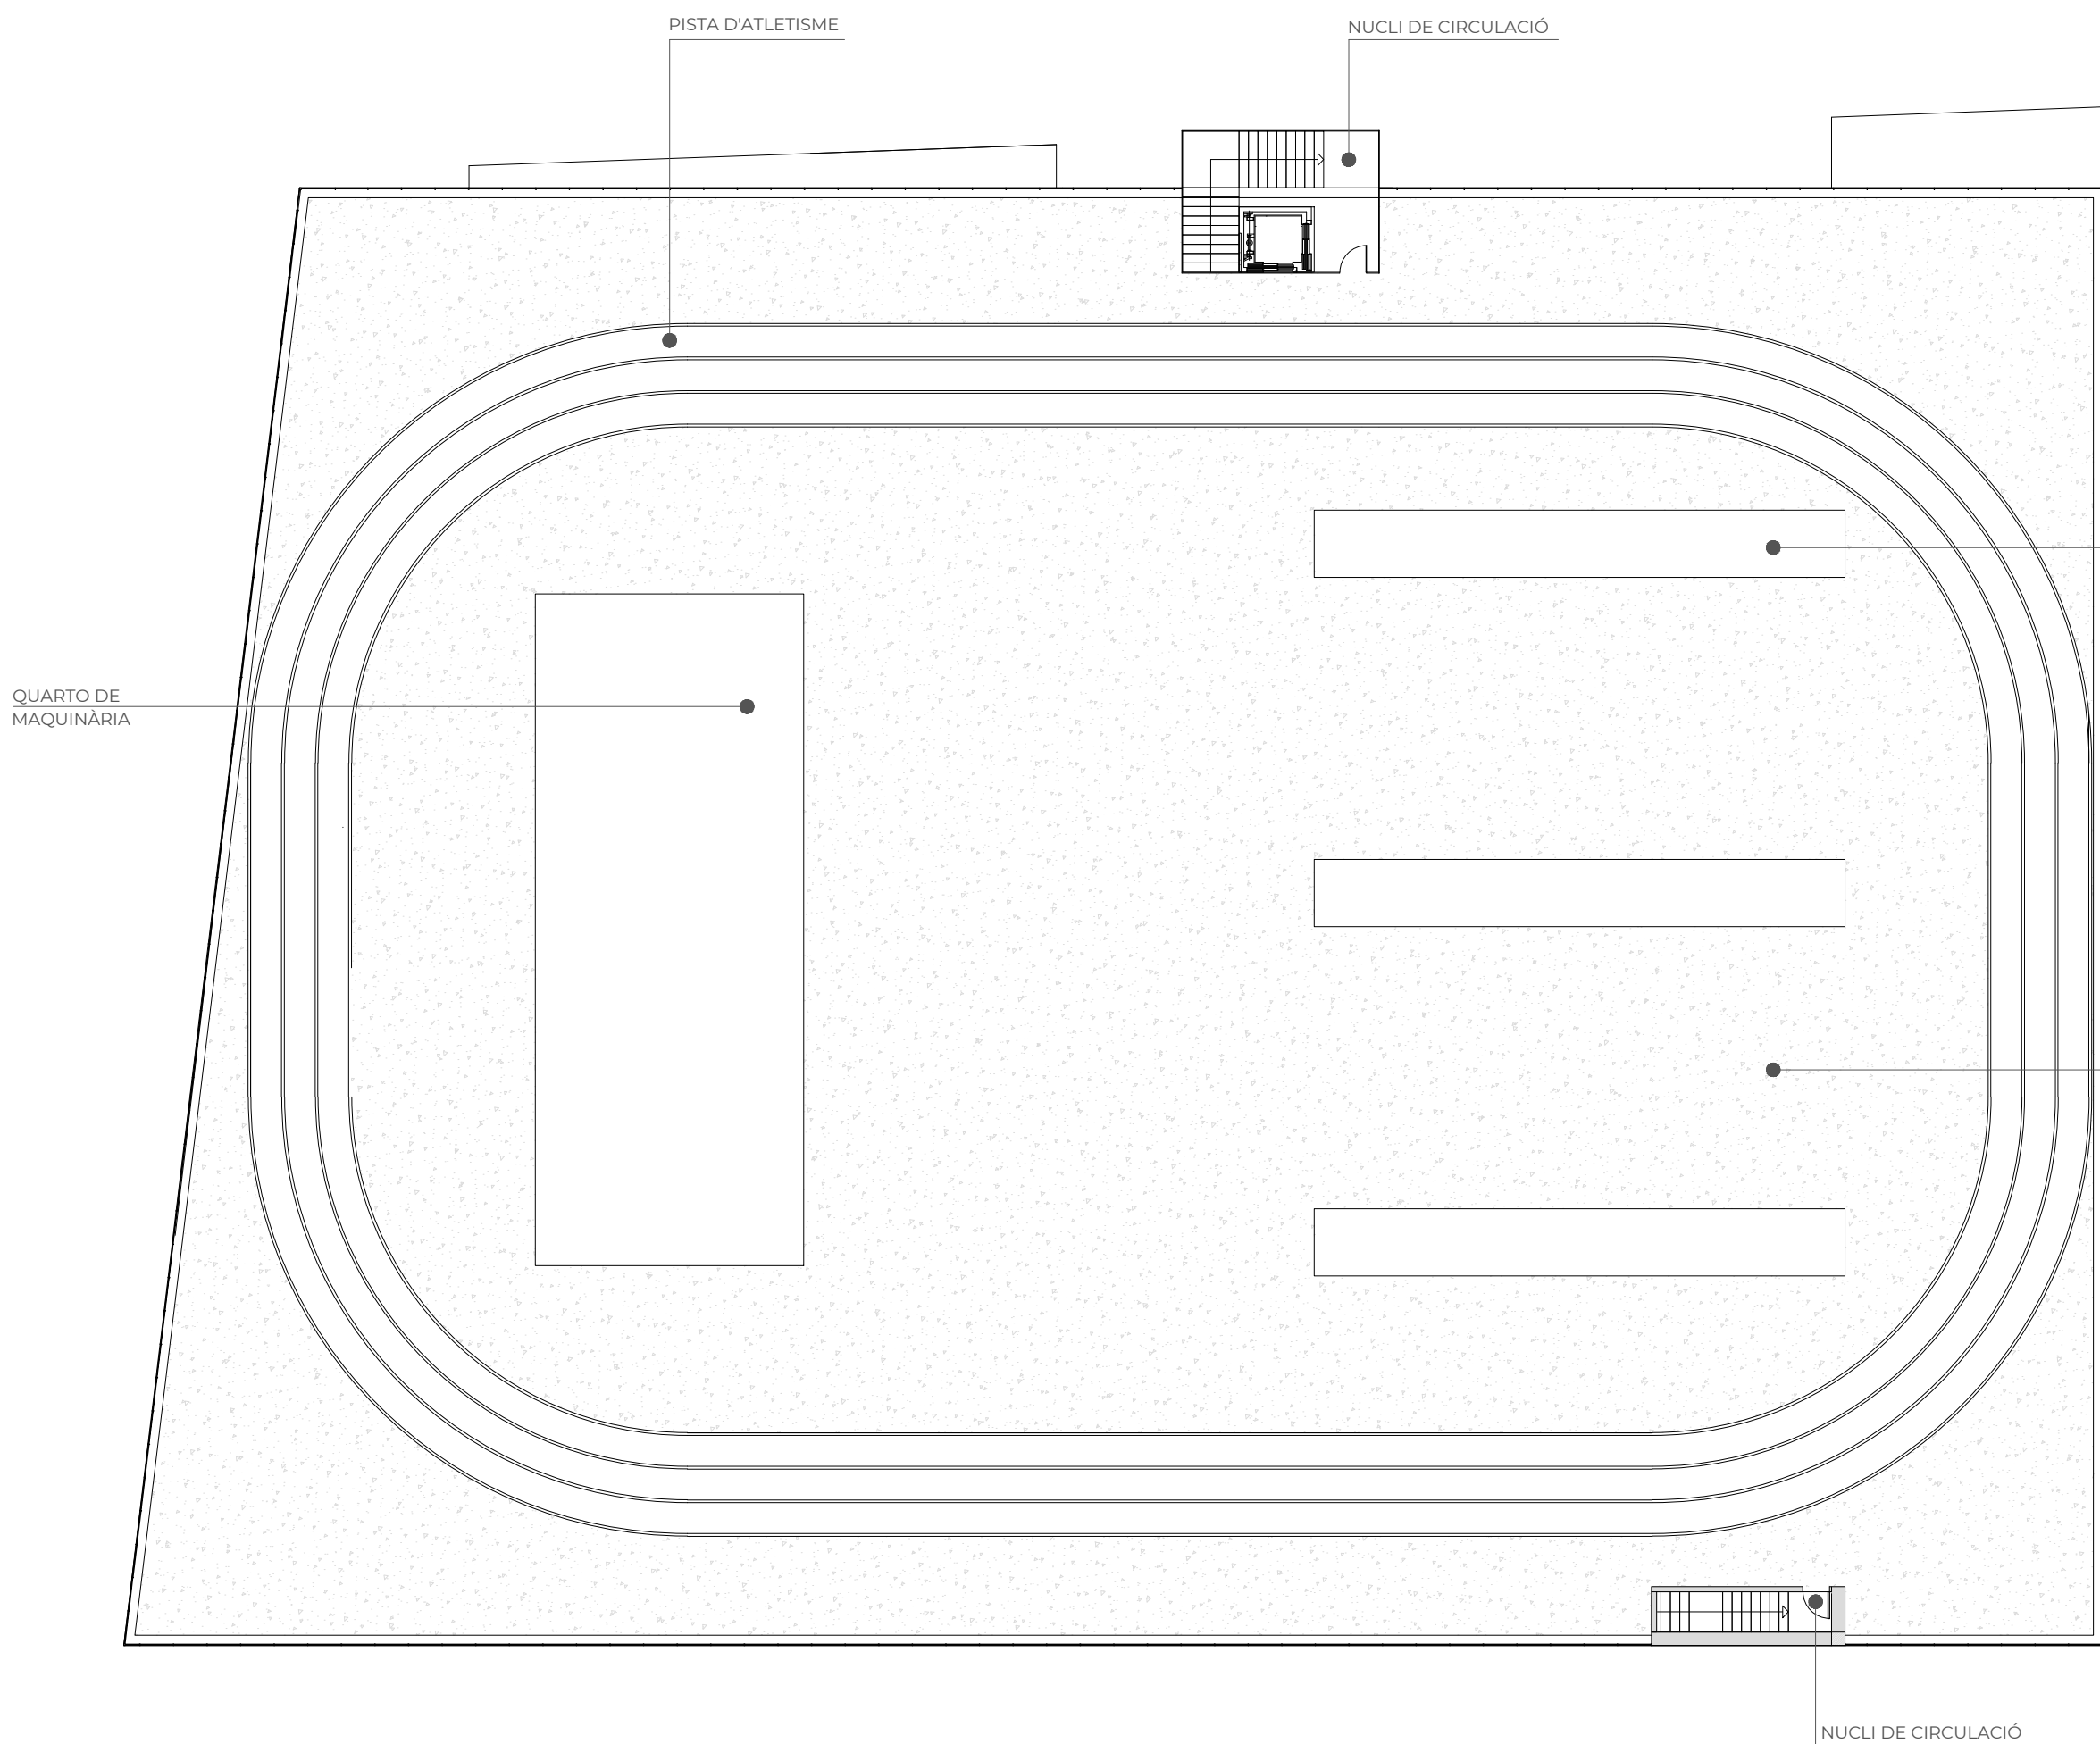 PISTA D'ATLETISME
NUCLI DE CIRCULACIÓ
QUARTO DE
MAQUINÀRIA
NUCLI DE CIRCULACIÓ